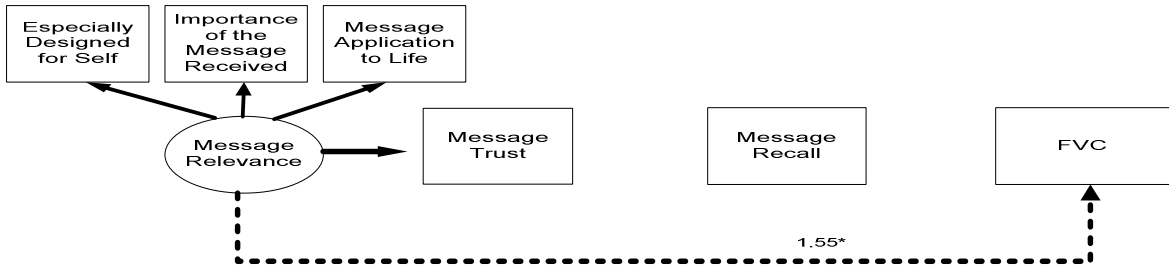 Especially
Designed
for Self
Importance
of the
Message
Received
Message
Application
to Life
Message
Relevance
Message
Trust
Message
Recall
FVC
1.55*